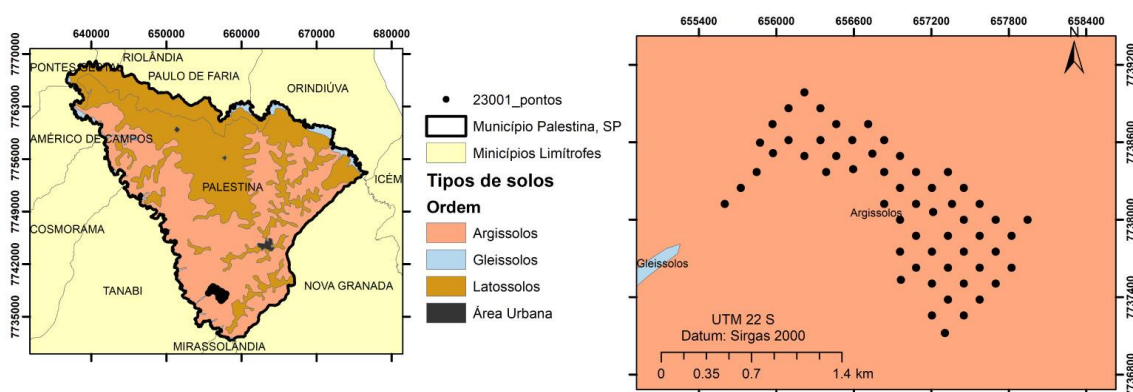 640000 650000 660000 670000 680000
7770000
7763000
7756000
7749000
7742000
7735000
RIOLÂNDIA
PAULO DE FARIA
ORINDIÚVA
AMÉRICO DE CAMPOS
PALESTINA
ICÉM
COSMORAMA
TANABI
NOVA GRANADA
MIRASSOLANDIA
23001_pontos
Município Palestina, SP
Minicípios Limítrofes
Tipos de solos
Ordem
Argissolos
Gleissolos
Latossolos
Área Urbana
655400 656000 656600 657200 657800 658400
N
7739200
7738600
7738000
7737400
7736800
Argissolos
Gleissolos
UTM 22 S
Datum: Sirgas 2000
0 0.35 0.7 1.4 km